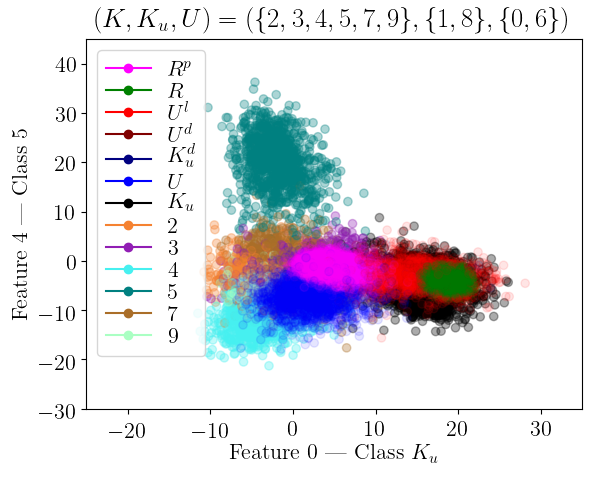 (K, K_u, U) = ({2, 3, 4, 5, 7, 9}, {1, 8}, {0, 6})
40
30
20
10
0
−10
−20
−30
Feature 4 — Class 5
R^p
R
U^l
U^d
K_u^d
U
K_u
2
3
4
5
7
9
−20
−10
0
10
20
30
Feature 0 — Class K_u